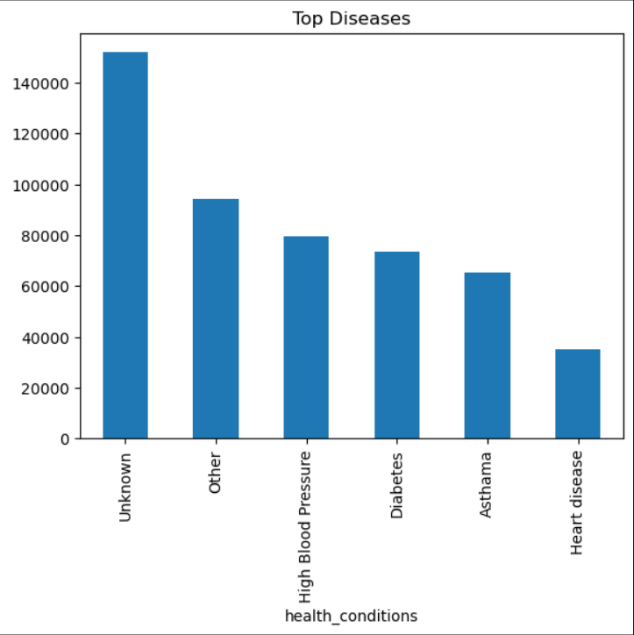 Top Diseases
140000
120000
100000
80000
60000
40000
20000
0
Unknown
Other
High Blood Pressure
Diabetes
Asthama
Heart disease
health_conditions